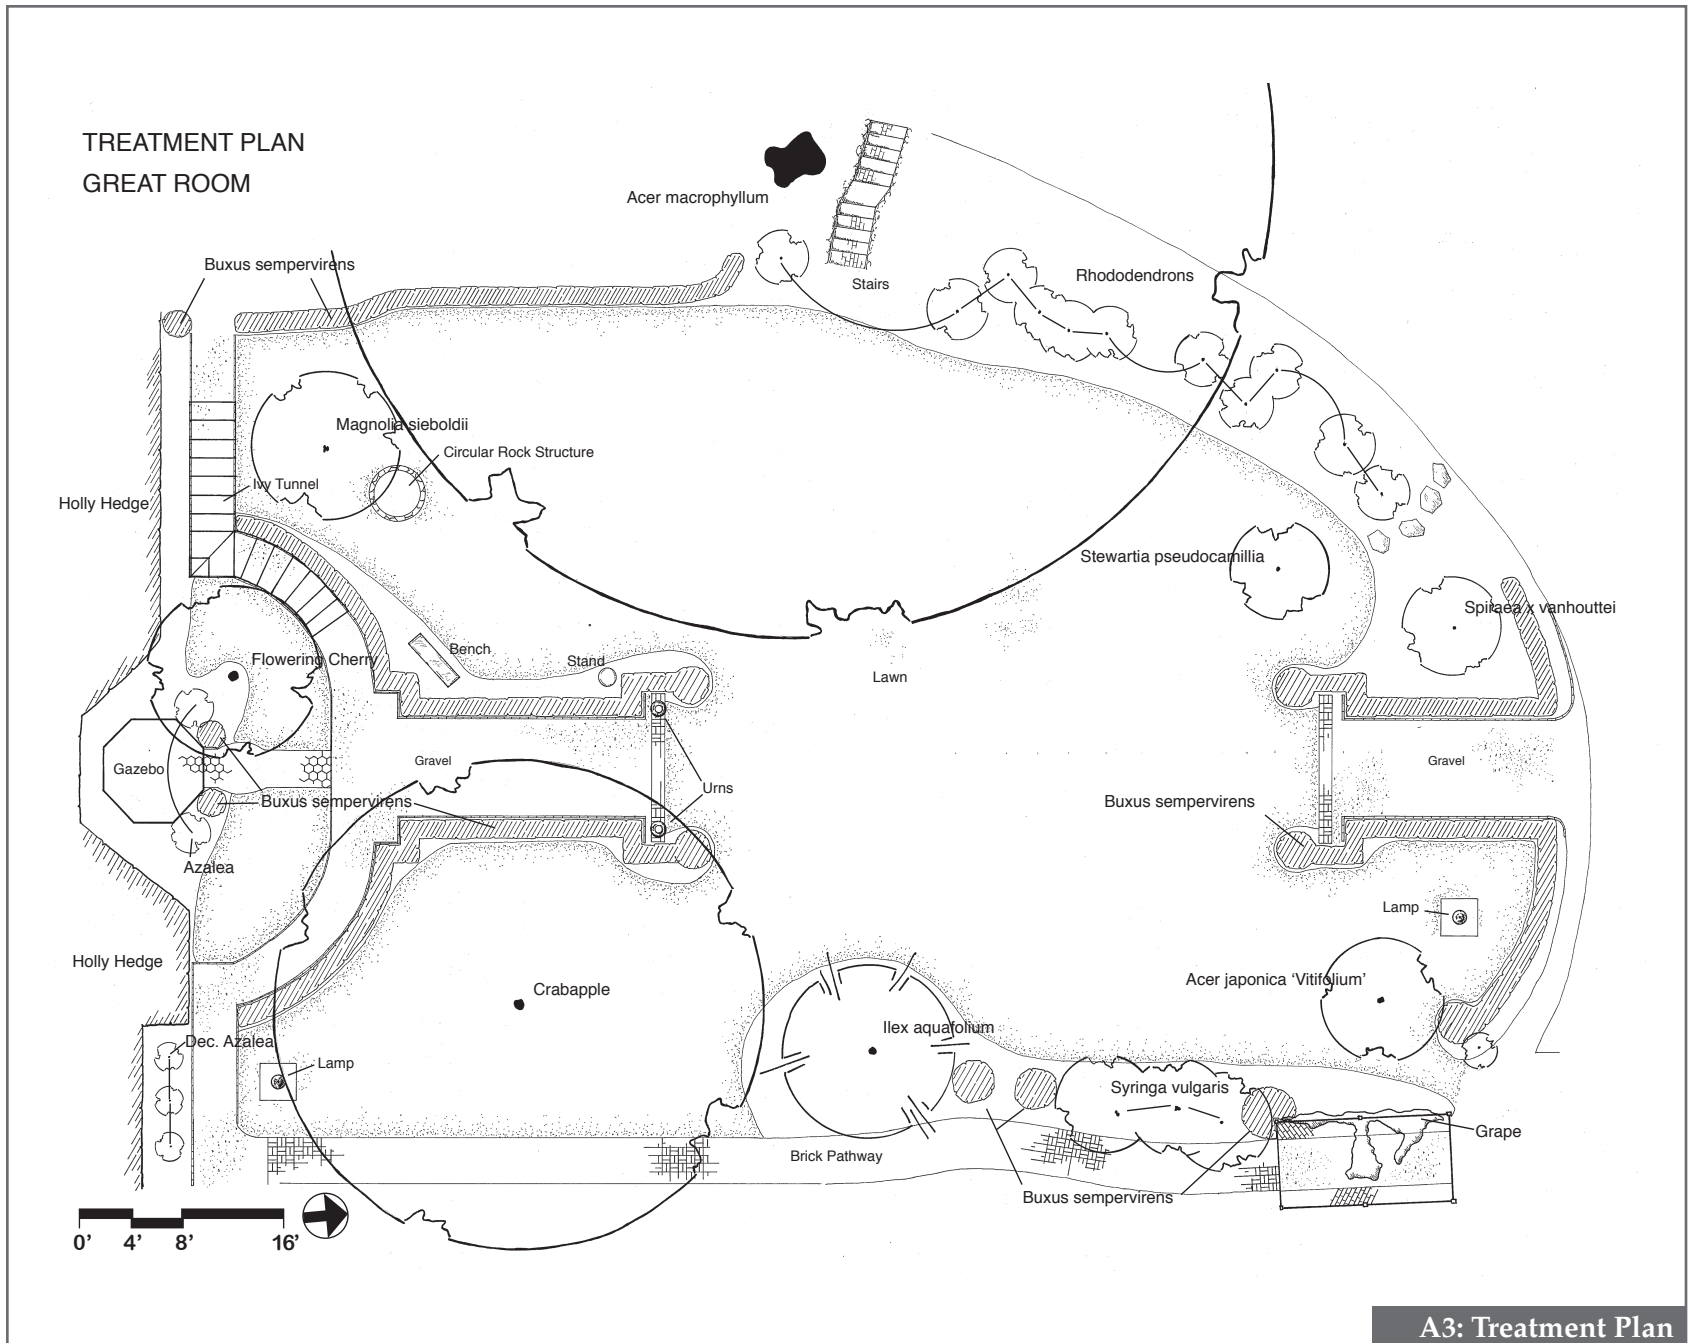 TREATMENT PLAN
GREAT ROOM
Acer macrophyllum
Buxus sempervirens
Stairs
Rhododendrons
Magnolia sieboldii
Circular Rock Structure
Ivy Tunnel
Holly Hedge
Stewartia pseudocamillia
Spiraea x vanhouttei
Flowering Cherry
Bench
Stand
Lawn
Gazebo
Gravel
Gravel
Urns
Buxus sempervirens
Buxus sempervirens
Azalea
Lamp
Holly Hedge
Crabapple
Acer japonica ‘Vitifolium’
Ilex aquafolium
Dec. Azalea
Lamp
Syringa vulgaris
Grape
Brick Pathway
Buxus sempervirens
0’ 4’ 8’ 16’
A3: Treatment Plan